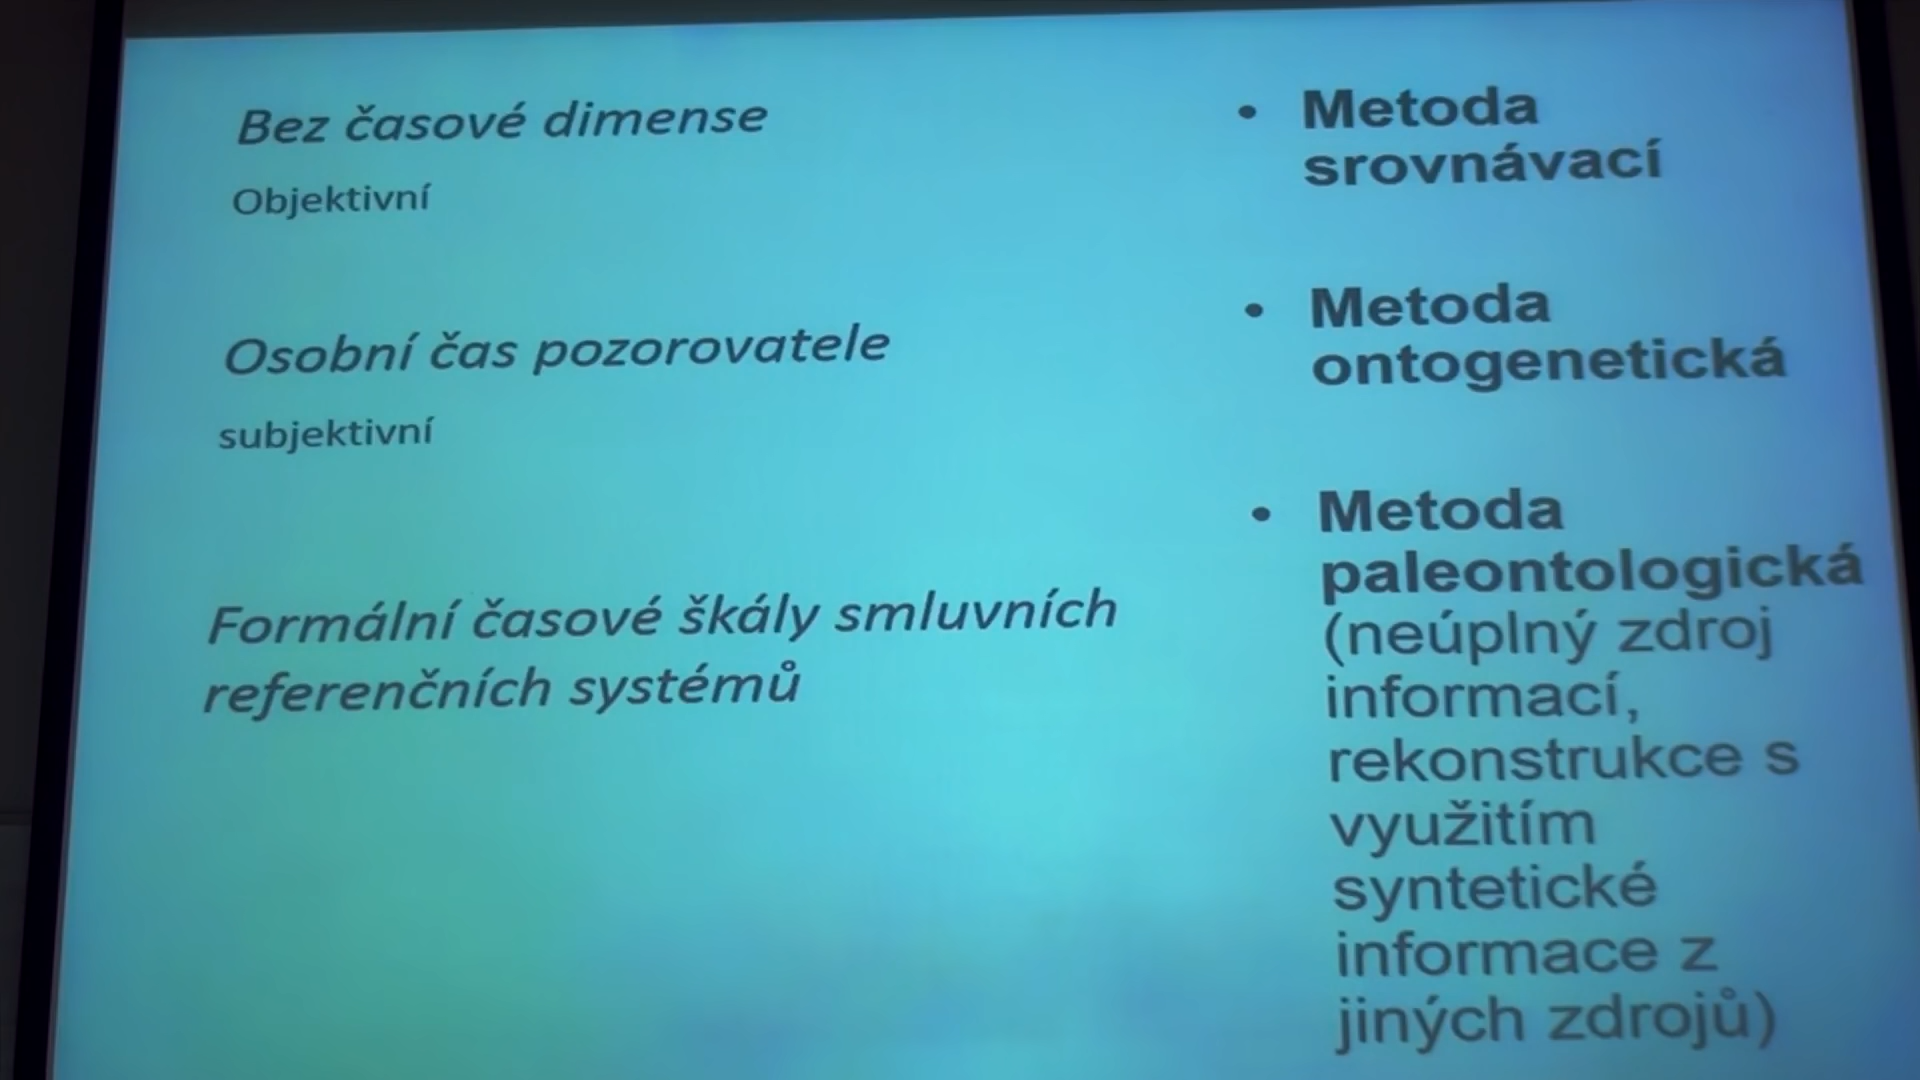 Bez časové dimense
Objektivní
Osobní čas pozorovatele
subjektivní
Formální časové škály smluvních
referenčních systémů
• Metoda
srovnávací
• Metoda
ontogenetická
• Metoda
paleontologická
(neúplný zdroj
informací,
rekonstrukce s
využitím
syntetické
informace z
jiných zdrojů)